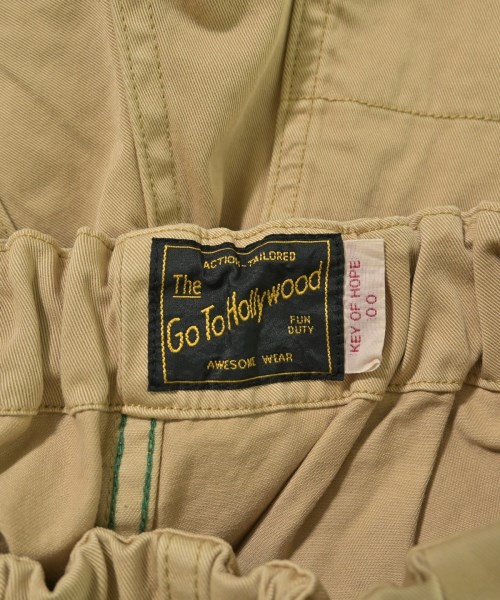 ACTION-TAILORED
The
Go To Hollywood
FUN
DUTY
AWESOME WEAR
KEY OF HOPE
00